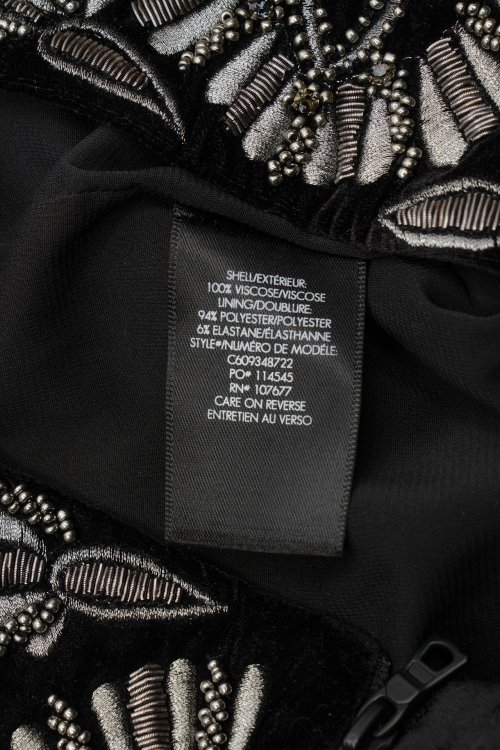 SHELL/EXTÉRIEUR:
100% VISCOSE/VISCOSE
LINING/DOUBLURE:
94% POLYESTER/POLYESTER
6% ELASTANE/ÉLASTHANNE
STYLE#/NUMÉRO DE MODÈLE:
C609348722
PO# 114545
RN# 107677
CARE ON REVERSE
ENTRETIEN AU VERSO